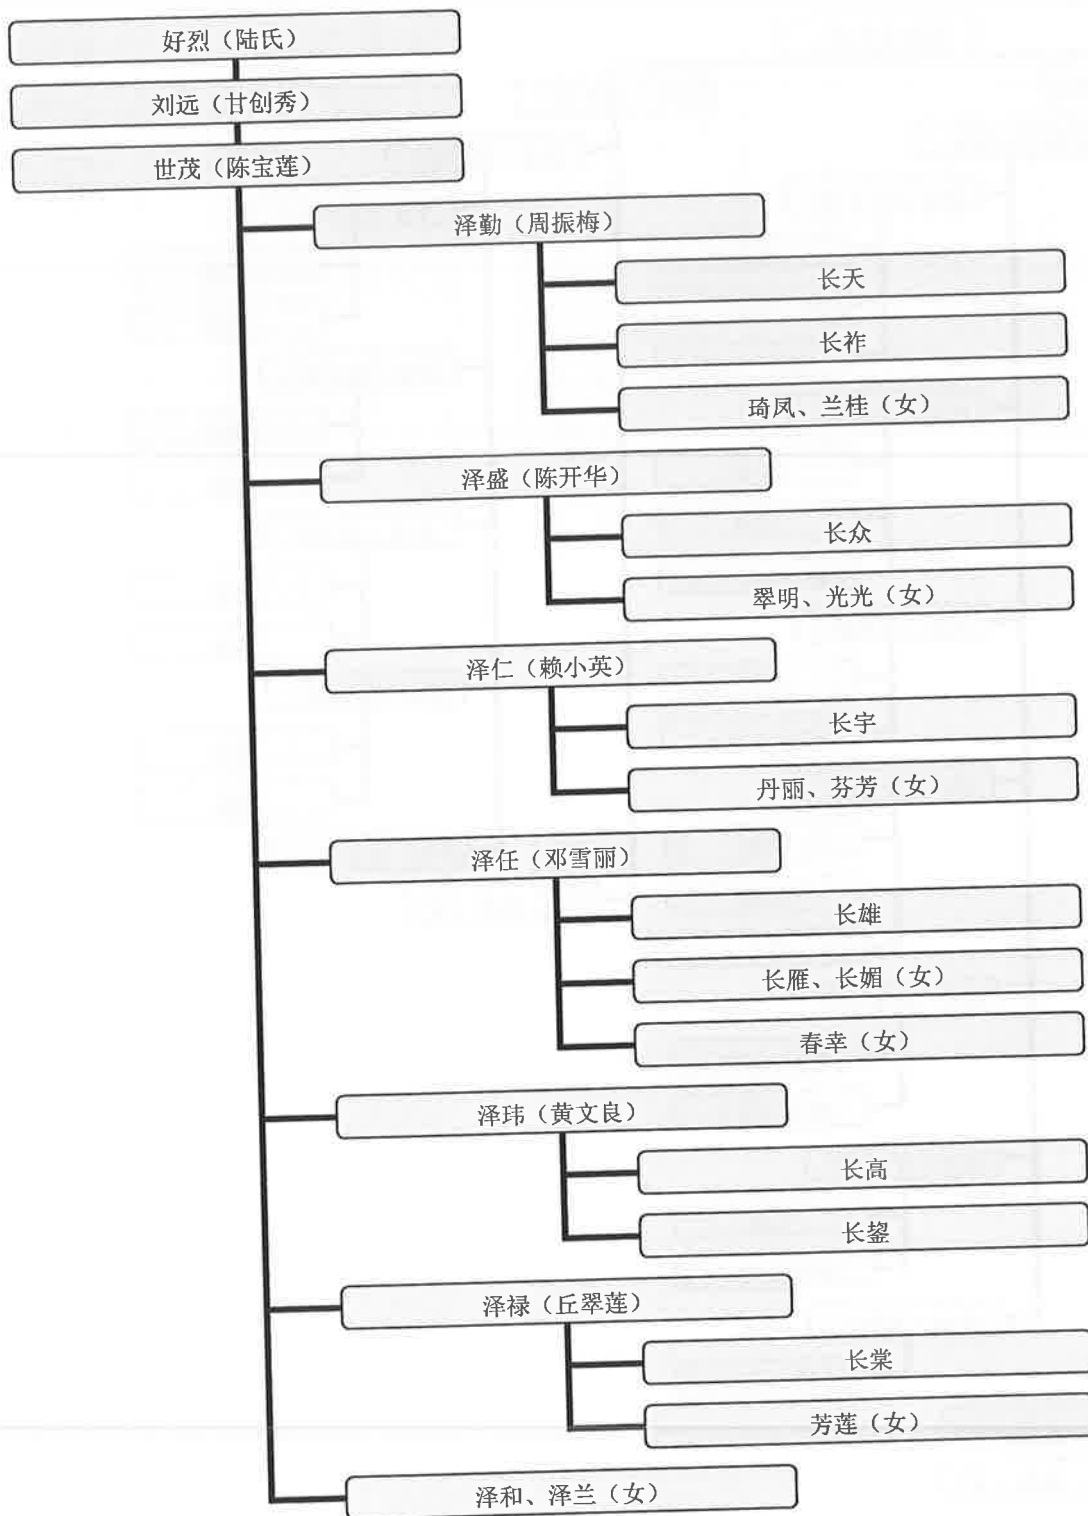 好烈（陆氏）
刘远（甘创秀）
世茂（陈宝莲）
泽勤（周振梅）
长天
长祚
琦凤、兰桂（女）
泽盛（陈开华）
长众
翠明、光光（女）
泽仁（赖小英）
长宇
丹丽、芬芳（女）
泽任（邓雪丽）
长雄
长雁、长媚（女）
春幸（女）
泽玮（黄文良）
长高
长鋆
泽禄（丘翠莲）
长棠
芳莲（女）
泽和、泽兰（女）